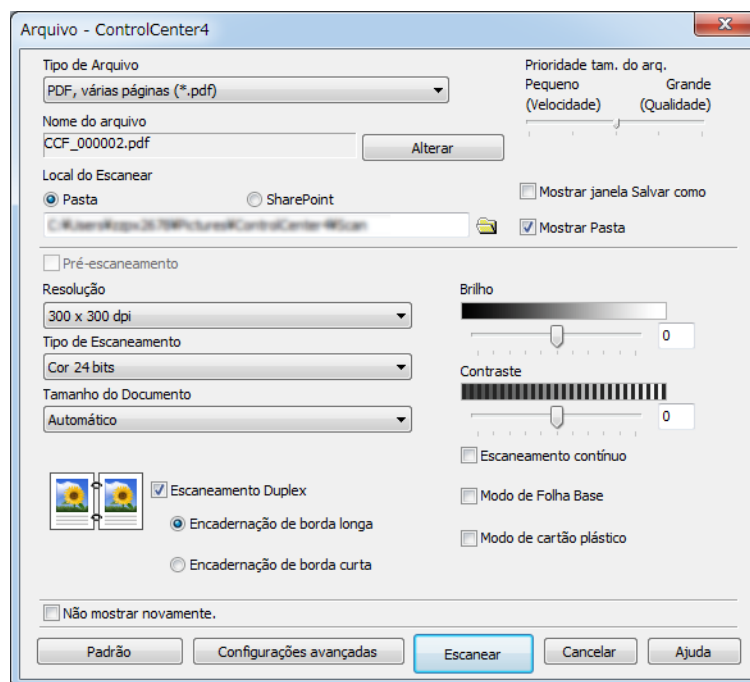 Arquivo - ControlCenter4
Tipo de Arquivo
PDF, várias páginas (*.pdf)
Prioridade tam. do arq.
Pequeno Grande
(Velocidade) (Qualidade)
Nome do arquivo
CCF_000002.pdf
Alterar
Local do Escanear
Pasta SharePoint
Mostrar janela Salvar como
Mostrar Pasta
Pré-escaneamento
Resolução
300 x 300 dpi
Tipo de Escaneamento
Cor 24 bits
Tamanho do Documento
Automático
Brilho
0
Contraste
0
Escaneamento contínuo
Modo de Folha Base
Modo de cartão plástico
Escaneamento Duplex
Encadernação de borda longa
Encadernação de borda curta
Não mostrar novamente.
Padrão Configurações avançadas Escanear Cancelar Ajuda